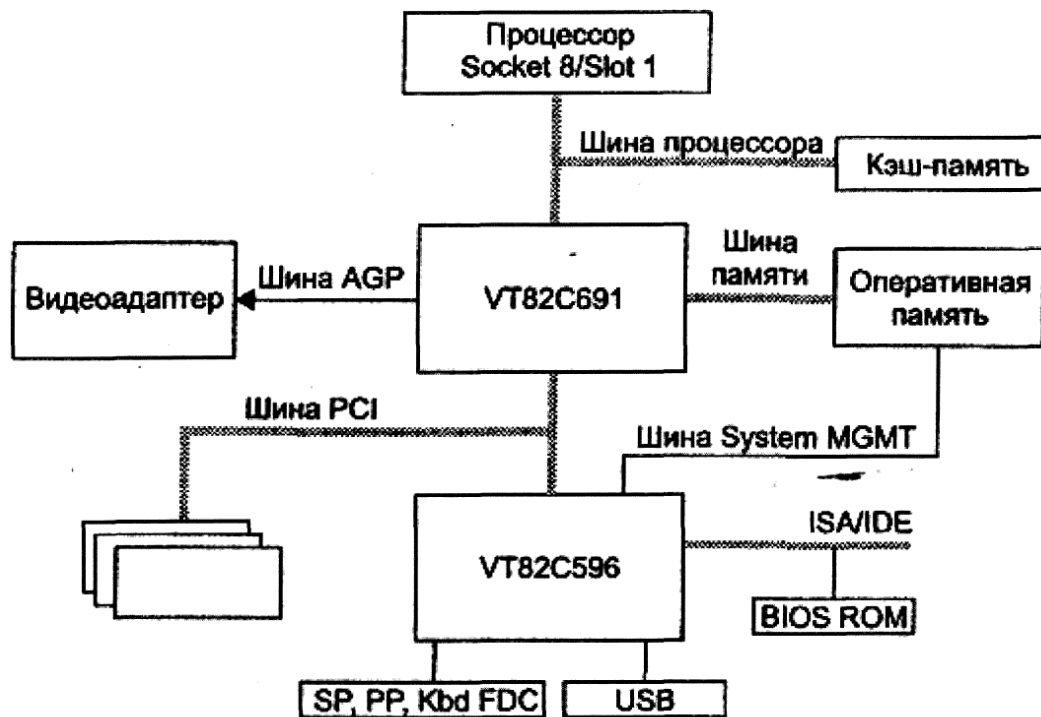 Процессор
Socket 8/Slot 1
Шина процессора
Кэш-память
Видеоадаптер
Шина AGP
VT82C691
Шина
памяти
Оперативная
память
Шина PCI
Шина System MGMT
VT82C596
ISA/IDE
BIOS ROM
SP, PP, Kbd FDC
USB